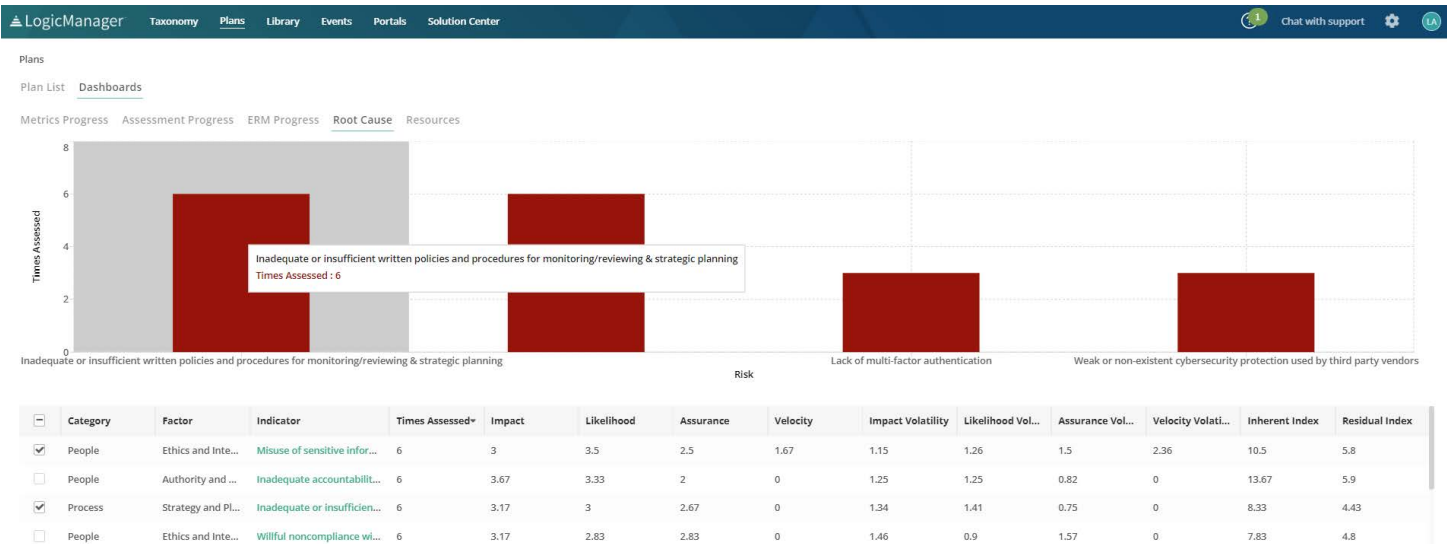 LogicManager Taxonomy Plans Library Events Portals Solution Center 1 Chat with support LA
Plans
Plan List Dashboards
Metrics Progress Assessment Progress ERM Progress Root Cause Resources
8
6
4
2
0
Times Assessed
Inadequate or insufficient written policies and procedures for monitoring/reviewing & strategic planning
Times Assessed : 6
Inadequate or insufficient written policies and procedures for monitoring/reviewing & strategic planning Lack of multi-factor authentication Weak or non-existent cybersecurity protection used by third party vendors
Risk
Category Factor Indicator Times Assessed Impact Likelihood Assurance Velocity Impact Volatility Likelihood Vol... Assurance Vol... Velocity Volati... Inherent Index Residual Index
People Ethics and Inte... Misuse of sensitive infor... 6 3 3.5 2.5 1.67 1.15 1.26 1.5 2.36 10.5 5.8
People Authority and ... Inadequate accountabilit... 6 3.67 3.33 2 0 1.25 1.25 0.82 0 13.67 5.9
Process Strategy and Pl... Inadequate or insufficien... 6 3.17 3 2.67 0 1.34 1.41 0.75 0 8.33 4.43
People Ethics and Inte... Willful noncompliance wi... 6 3.17 2.83 2.83 0 1.46 0.9 1.57 0 7.83 4.8